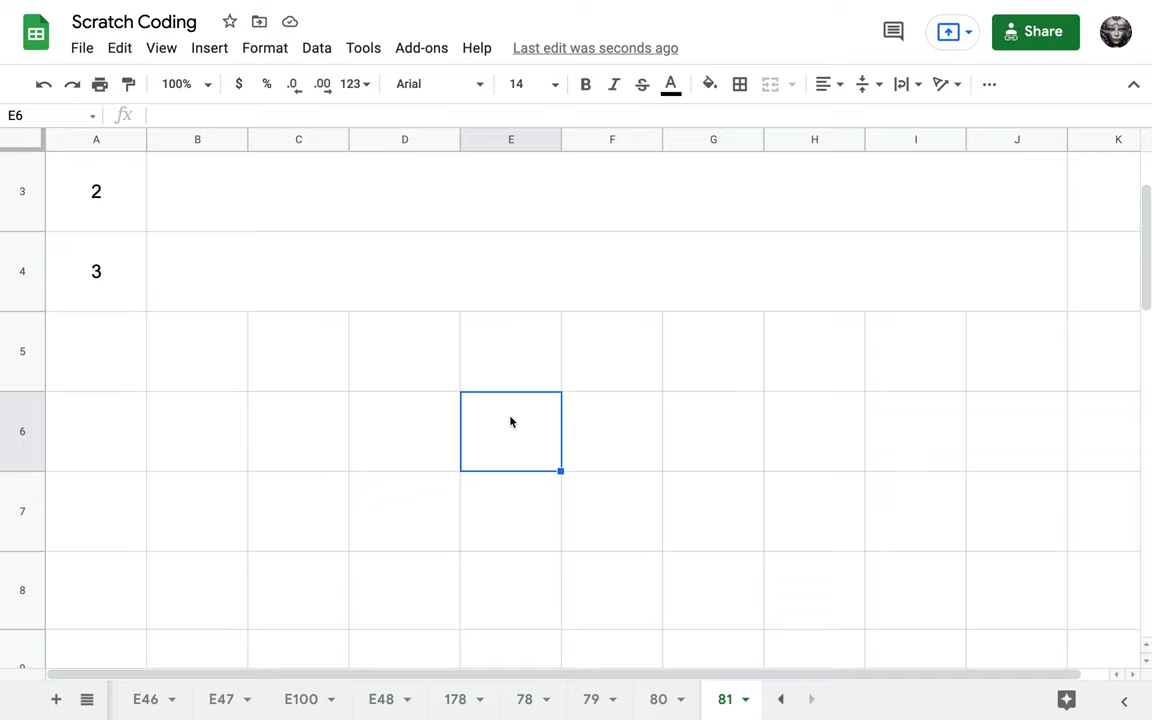 Scratch Coding
File Edit View Insert Format Data Tools Add-ons Help Last edit was seconds ago
Share
100% $ % .0 .00 123 Arial 14 B I S A
E6 fx
A B C D E F G H I J K
3 2
4 3
5
6
7
8
9
E46 E47 E100 E48 178 78 79 80 81